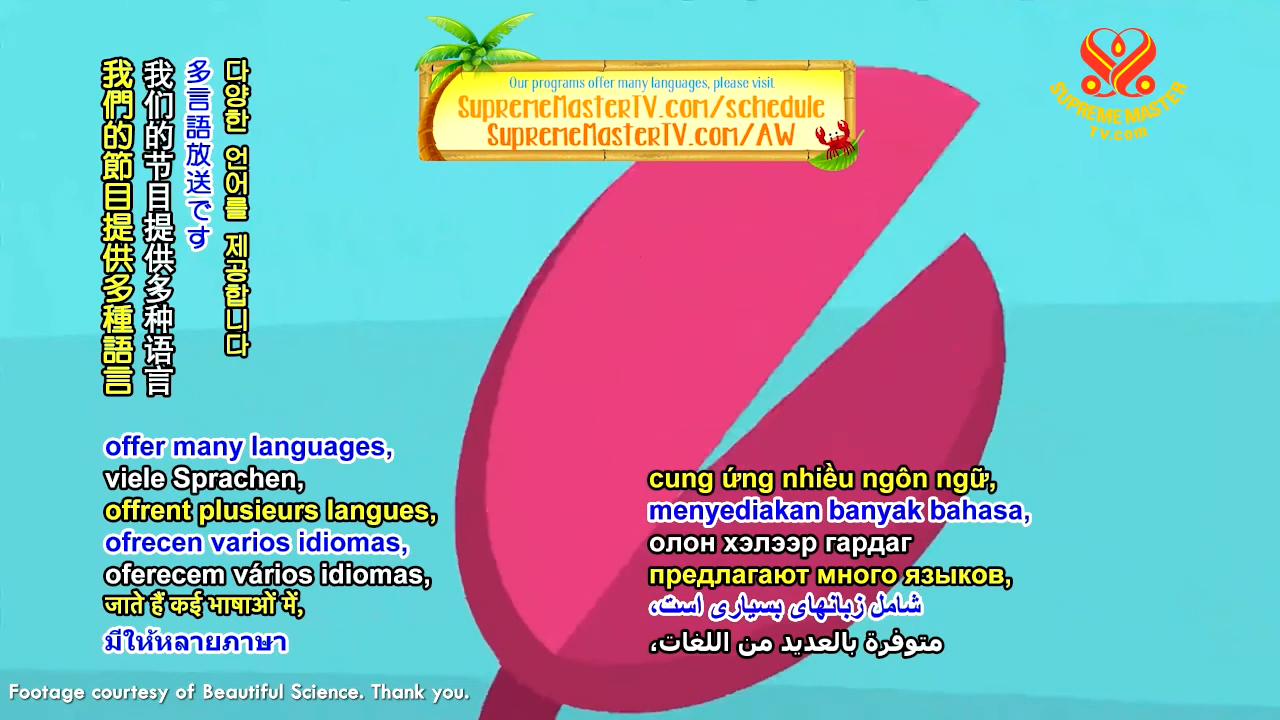 Our programs offer many languages, please visit
SUPREMEMASTERTV.COM/SCHEDULE
SUPREMEMASTERTV.COM/AW
SUPREME MASTER
TV.com
다양한 언어를 제공합니다
多言語放送です
我们的节目提供多种语言
我們的節目提供多種語言
offer many languages,
viele Sprachen,
offrent plusieurs langues,
ofrecen varios idiomas,
oferecem vários idiomas,
जाते हैं कई भाषाओं में,
มีให้หลายภาษา
cung ứng nhiều ngôn ngữ,
menyediakan banyak bahasa,
олон хэлээр гардаг
предлагают много языков,
شامل زبانهای بسیاری است،
متوفرة بالعديد من اللغات،
Footage courtesy of Beautiful Science. Thank you.